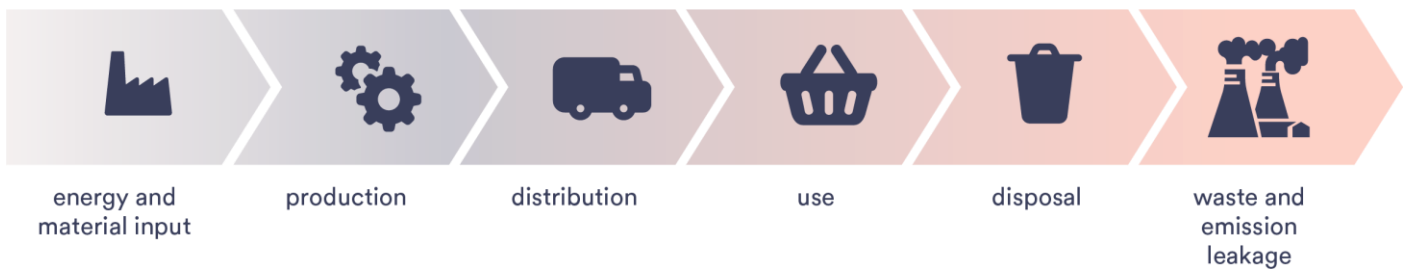 energy and
material input
production
distribution
use
disposal
waste and
emission
leakage